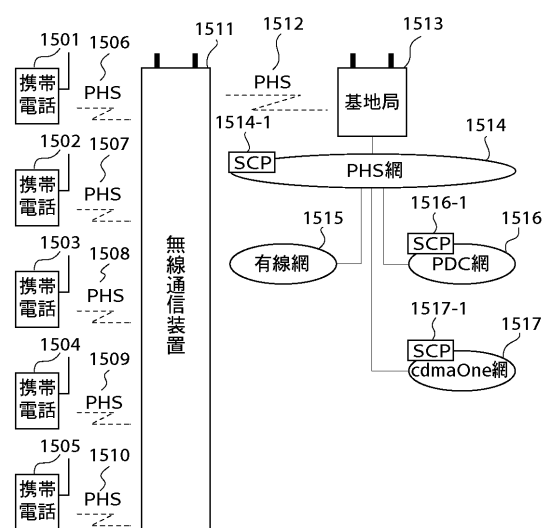 1501
1506
携帯
電話
PHS
1502
1507
携帯
電話
PHS
1503
1508
携帯
電話
PHS
1504
1509
携帯
電話
PHS
1505
1510
携帯
電話
PHS
1511
無線通信装置
1512
PHS
1513
基地局
1514-1
SCP
1514
PHS網
1515
有線網
1516-1
SCP
1516
PDC網
1517-1
SCP
1517
cdmaOne網